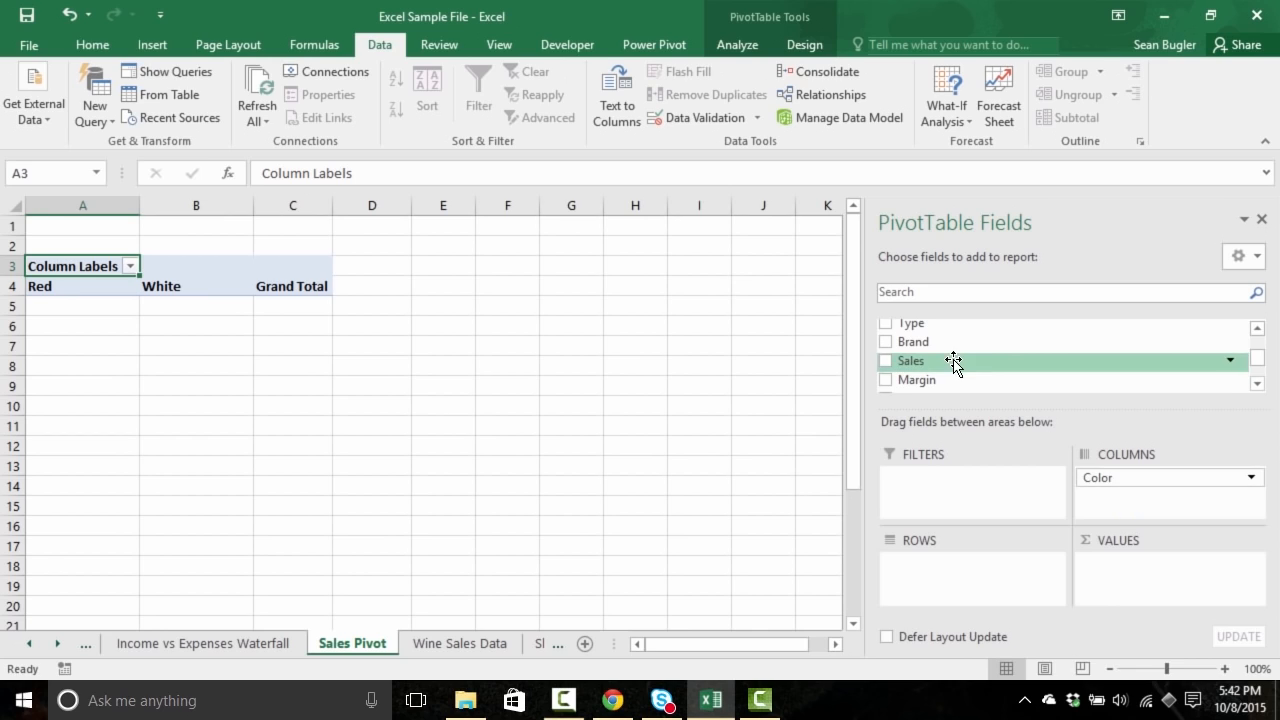 Excel Sample File - Excel
PivotTable Tools
File Home Insert Page Layout Formulas Data Review View Developer Power Pivot Analyze Design Tell me what you want to do... Sean Bugler Share
Get External Data
New Query
Show Queries
From Table
Recent Sources
Get & Transform
Refresh All
Connections
Properties
Edit Links
Connections
Sort
Filter
Clear
Reapply
Advanced
Sort & Filter
Text to Columns
Flash Fill
Remove Duplicates
Data Validation
Consolidate
Relationships
Manage Data Model
Data Tools
What-If Analysis
Forecast Sheet
Forecast
Group
Ungroup
Subtotal
Outline
A3 fx Column Labels
A B C D E F G H I J K
1
2
3 Column Labels
4 Red White Grand Total
5
6
7
8
9
10
11
12
13
14
15
16
17
18
19
20
21
PivotTable Fields
Choose fields to add to report:
Search
Type
Brand
Sales
Margin
Drag fields between areas below:
FILTERS
COLUMNS
Color
ROWS
Σ VALUES
Defer Layout Update UPDATE
... Income vs Expenses Waterfall Sales Pivot Wine Sales Data Sl ...
Ready 100%
Ask me anything
5:42 PM
10/8/2015